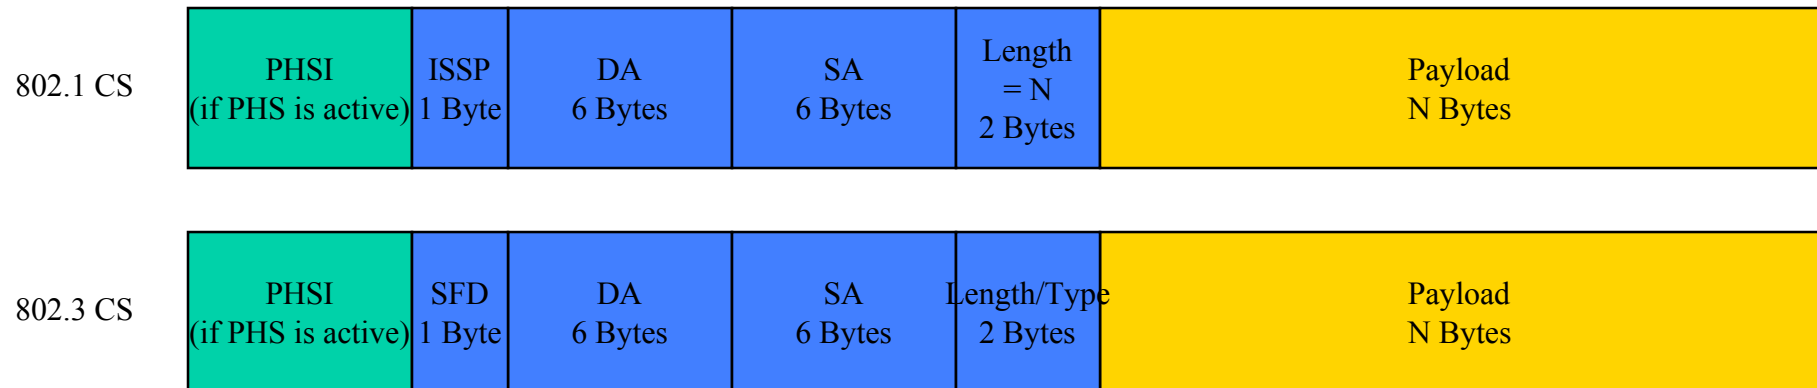 802.1 CS
PHSI
(if PHS is active)
ISSP
1 Byte
DA
6 Bytes
SA
6 Bytes
Length
= N
2 Bytes
Payload
N Bytes
802.3 CS
PHSI
(if PHS is active)
SFD
1 Byte
DA
6 Bytes
SA
6 Bytes
Length/Type
2 Bytes
Payload
N Bytes